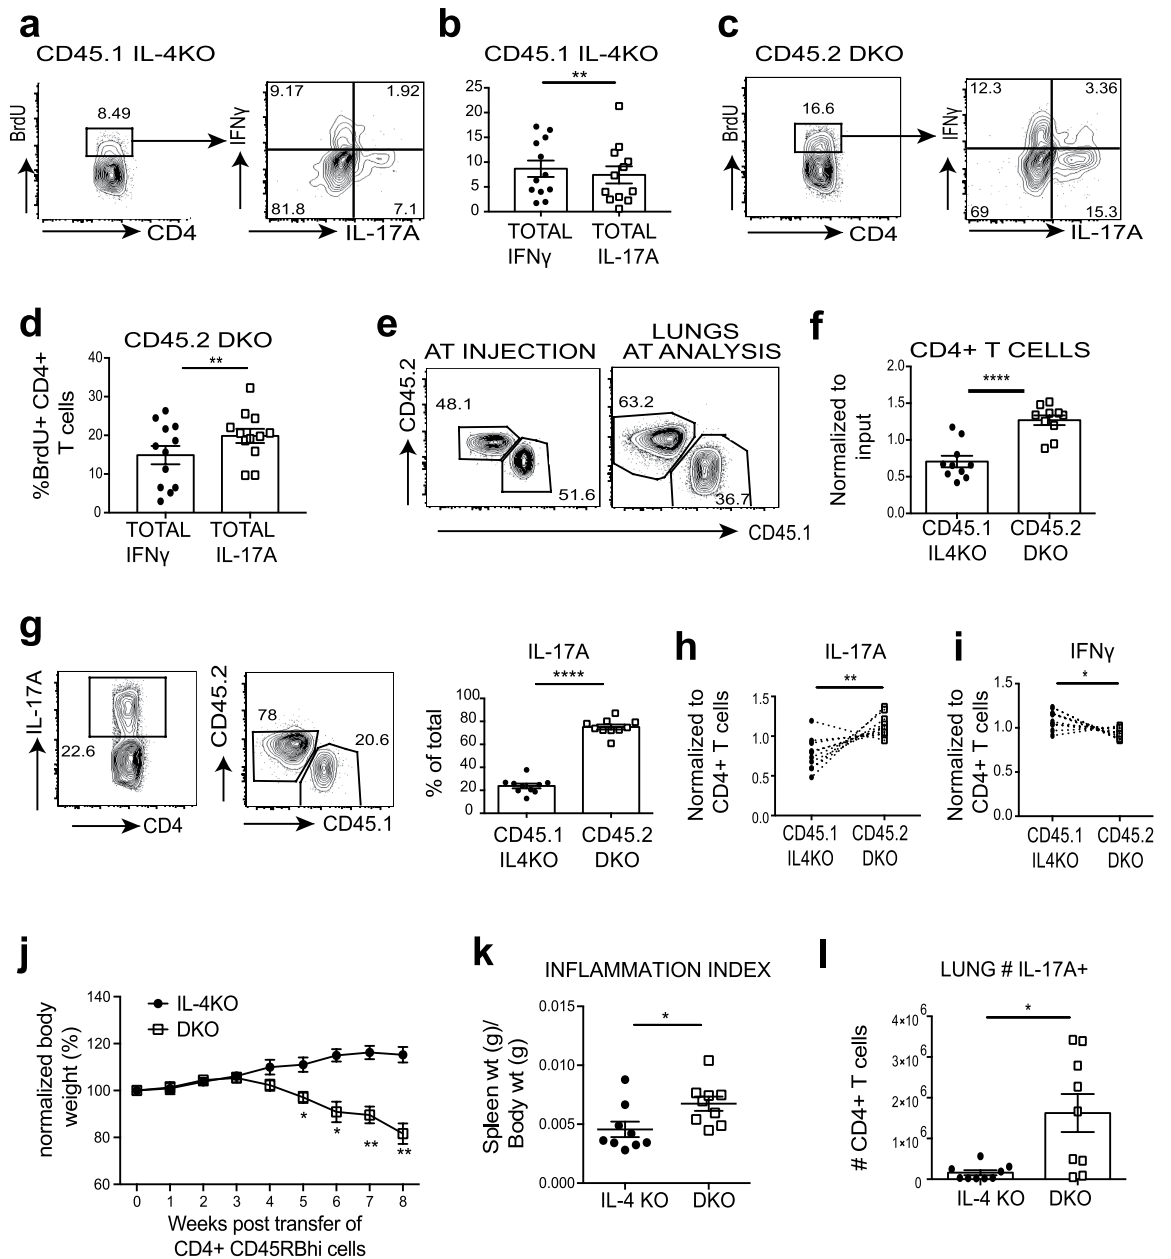 a
CD45.1 IL-4KO
BrdU
8.49
CD4
IFNγ
9.17
1.92
81.8
7.1
IL-17A
b
CD45.1 IL-4KO
**
25
20
15
10
5
0
TOTAL
IFNγ
TOTAL
IL-17A
c
CD45.2 DKO
BrdU
16.6
CD4
IFNγ
12.3
3.36
69
15.3
IL-17A
d
CD45.2 DKO
**
%BrdU+ CD4+
T cells
40
30
20
10
0
TOTAL
IFNγ
TOTAL
IL-17A
e
AT INJECTION
LUNGS
AT ANALYSIS
CD45.2
48.1
51.6
63.2
36.7
CD45.1
f
CD4+ T CELLS
****
Normalized to
input
2.0
1.5
1.0
0.5
0.0
CD45.1
IL4KO
CD45.2
DKO
g
IL-17A
22.6
CD4
CD45.2
78
20.6
CD45.1
IL-17A
****
% of total
100
80
60
40
20
0
CD45.1
IL4KO
CD45.2
DKO
h
IL-17A
**
Normalized to
CD4+ T cells
1.5
1.0
0.5
0.0
CD45.1
IL4KO
CD45.2
DKO
i
IFNγ
*
Normalized to
CD4+ T cells
1.5
1.0
0.5
0.0
CD45.1
IL4KO
CD45.2
DKO
j
IL-4KO
DKO
normalized body
weight (%)
140
120
100
80
60
*
*
**
**
0 1 2 3 4 5 6 7 8
Weeks post transfer of
CD4+ CD45RBhi cells
k
INFLAMMATION INDEX
*
Spleen wt (g)/
Body wt (g)
0.015
0.010
0.005
0.000
IL-4 KO
DKO
l
LUNG # IL-17A+
*
# CD4+ T cells
4×10⁶
3×10⁶
2×10⁶
1×10⁶
0
IL-4 KO
DKO